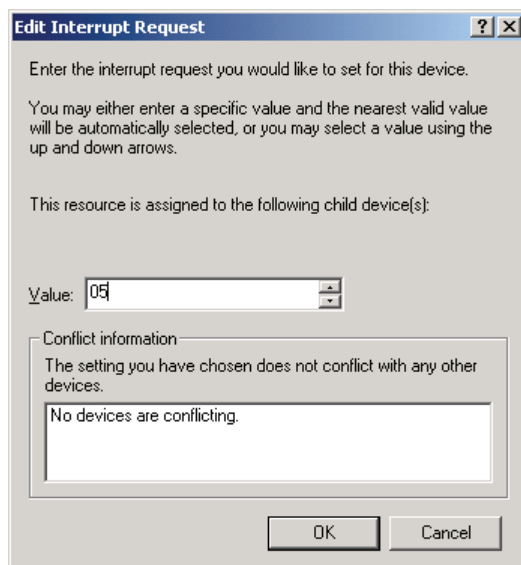 Edit Interrupt Request
Enter the interrupt request you would like to set for this device.
You may either enter a specific value and the nearest valid value
will be automatically selected, or you may select a value using the
up and down arrows.
This resource is assigned to the following child device(s):
Value: 05
Conflict information
The setting you have chosen does not conflict with any other
devices.
No devices are conflicting.
OK Cancel